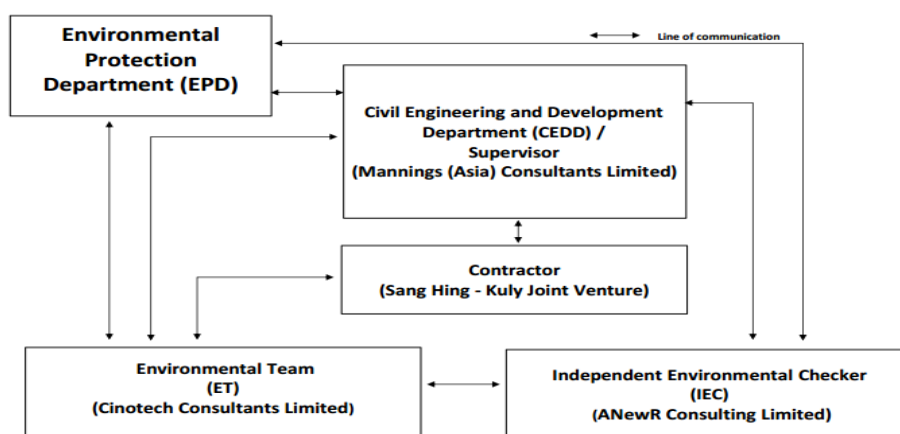 Environmental
Protection
Department (EPD)
Line of communication
Civil Engineering and Development
Department (CEDD) /
Supervisor
(Mannings (Asia) Consultants Limited)
Contractor
(Sang Hing - Kuly Joint Venture)
Environmental Team
(ET)
(Cinotech Consultants Limited)
Independent Environmental Checker
(IEC)
(ANewR Consulting Limited)